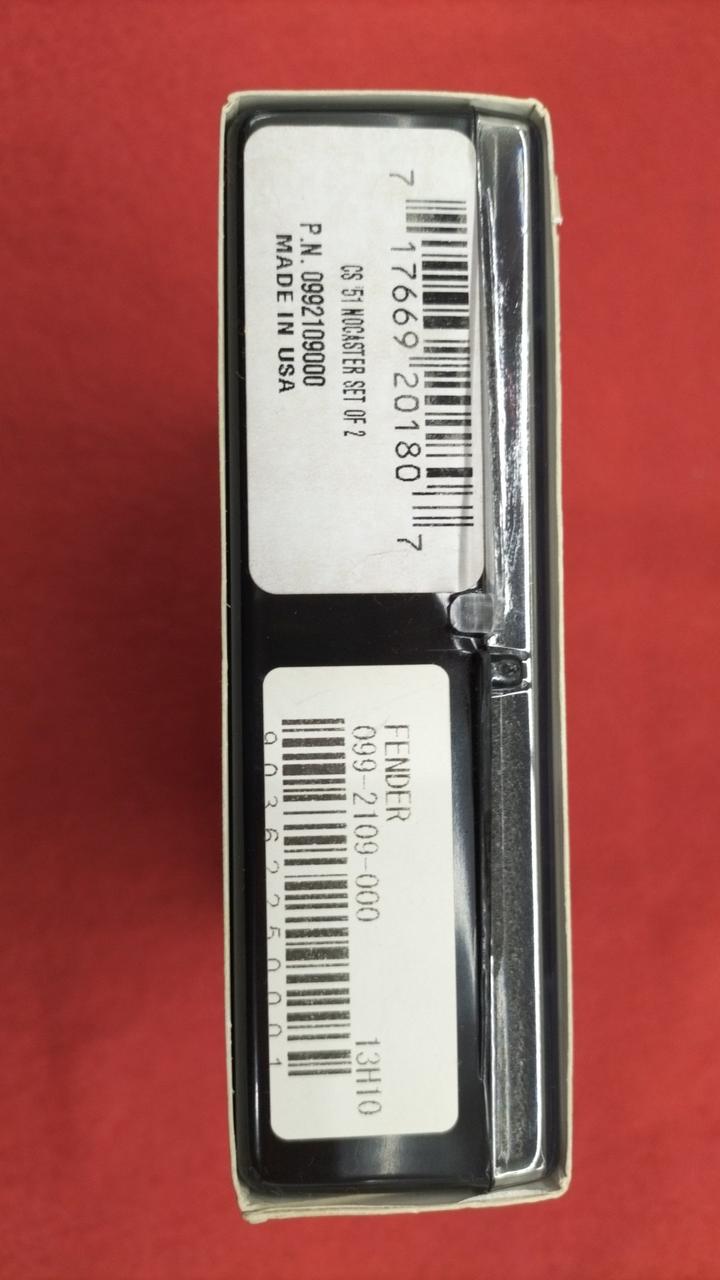 7 17669 20180 7
CS '51 NOCASTER SET OF 2
P.N. 0992109000
MADE IN USA
FENDER
099-2109-000 13H10
90362250001